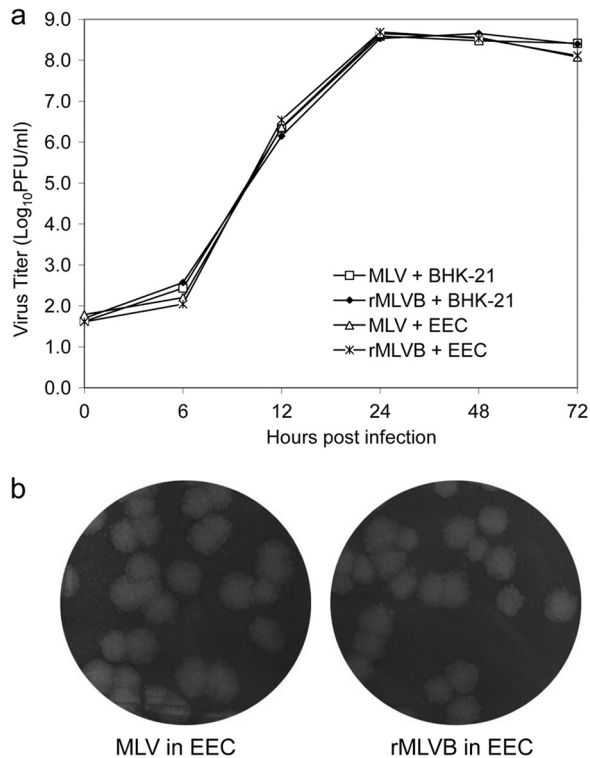 a
9.0
8.0
7.0
6.0
5.0
4.0
3.0
2.0
1.0
0.0
Virus Titer (Log10PFU/ml)
MLV + BHK-21
rMLVB + BHK-21
MLV + EEC
rMLVB + EEC
0 6 12 24 48 72
Hours post infection
b
MLV in EEC rMLVB in EEC